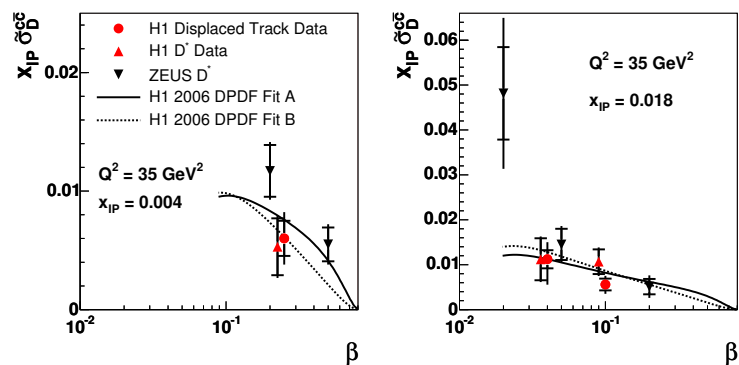 x_IP σ̃_D^cc̄
0.02
0.01
0
H1 Displaced Track Data
H1 D* Data
ZEUS D*
H1 2006 DPDF Fit A
H1 2006 DPDF Fit B
Q² = 35 GeV²
x_IP = 0.004
10⁻²
10⁻¹
β
x_IP σ̃_D^cc̄
0.06
0.05
0.04
0.03
0.02
0.01
0
Q² = 35 GeV²
x_IP = 0.018
10⁻²
10⁻¹
β